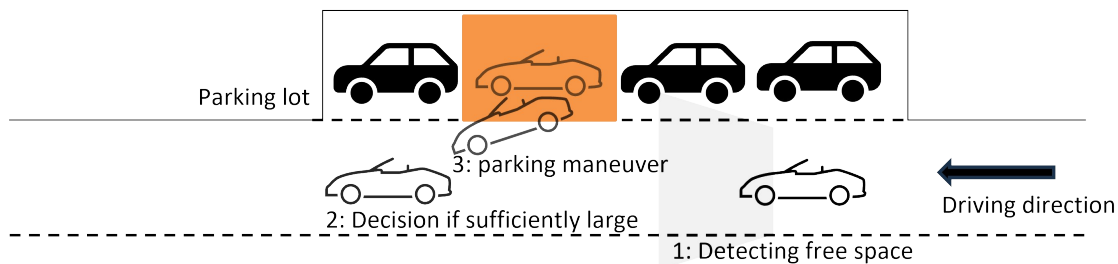 Parking lot
3: parking maneuver
Driving direction
2: Decision if sufficiently large
1: Detecting free space